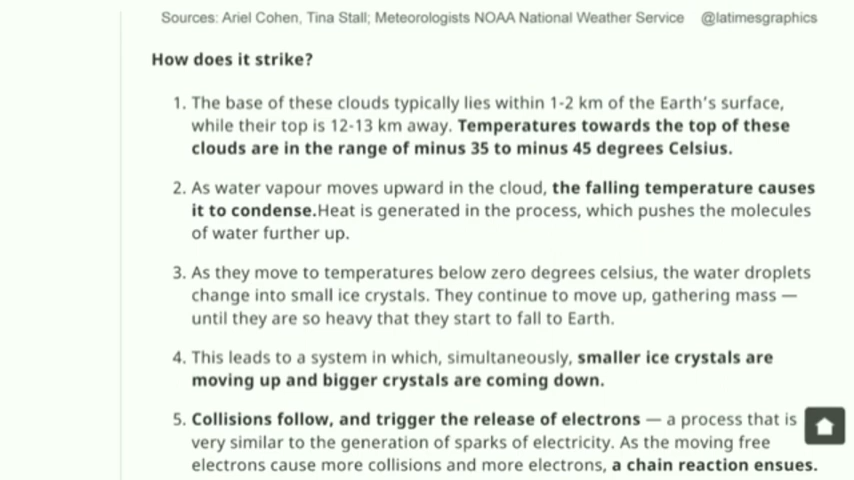 Sources: Ariel Cohen, Tina Stall; Meteorologists NOAA National Weather Service @latimesgraphics
How does it strike?
1. The base of these clouds typically lies within 1-2 km of the Earth's surface,
while their top is 12-13 km away. Temperatures towards the top of these
clouds are in the range of minus 35 to minus 45 degrees Celsius.
2. As water vapour moves upward in the cloud, the falling temperature causes
it to condense.Heat is generated in the process, which pushes the molecules
of water further up.
3. As they move to temperatures below zero degrees celsius, the water droplets
change into small ice crystals. They continue to move up, gathering mass —
until they are so heavy that they start to fall to Earth.
4. This leads to a system in which, simultaneously, smaller ice crystals are
moving up and bigger crystals are coming down.
5. Collisions follow, and trigger the release of electrons — a process that is
very similar to the generation of sparks of electricity. As the moving free
electrons cause more collisions and more electrons, a chain reaction ensues.